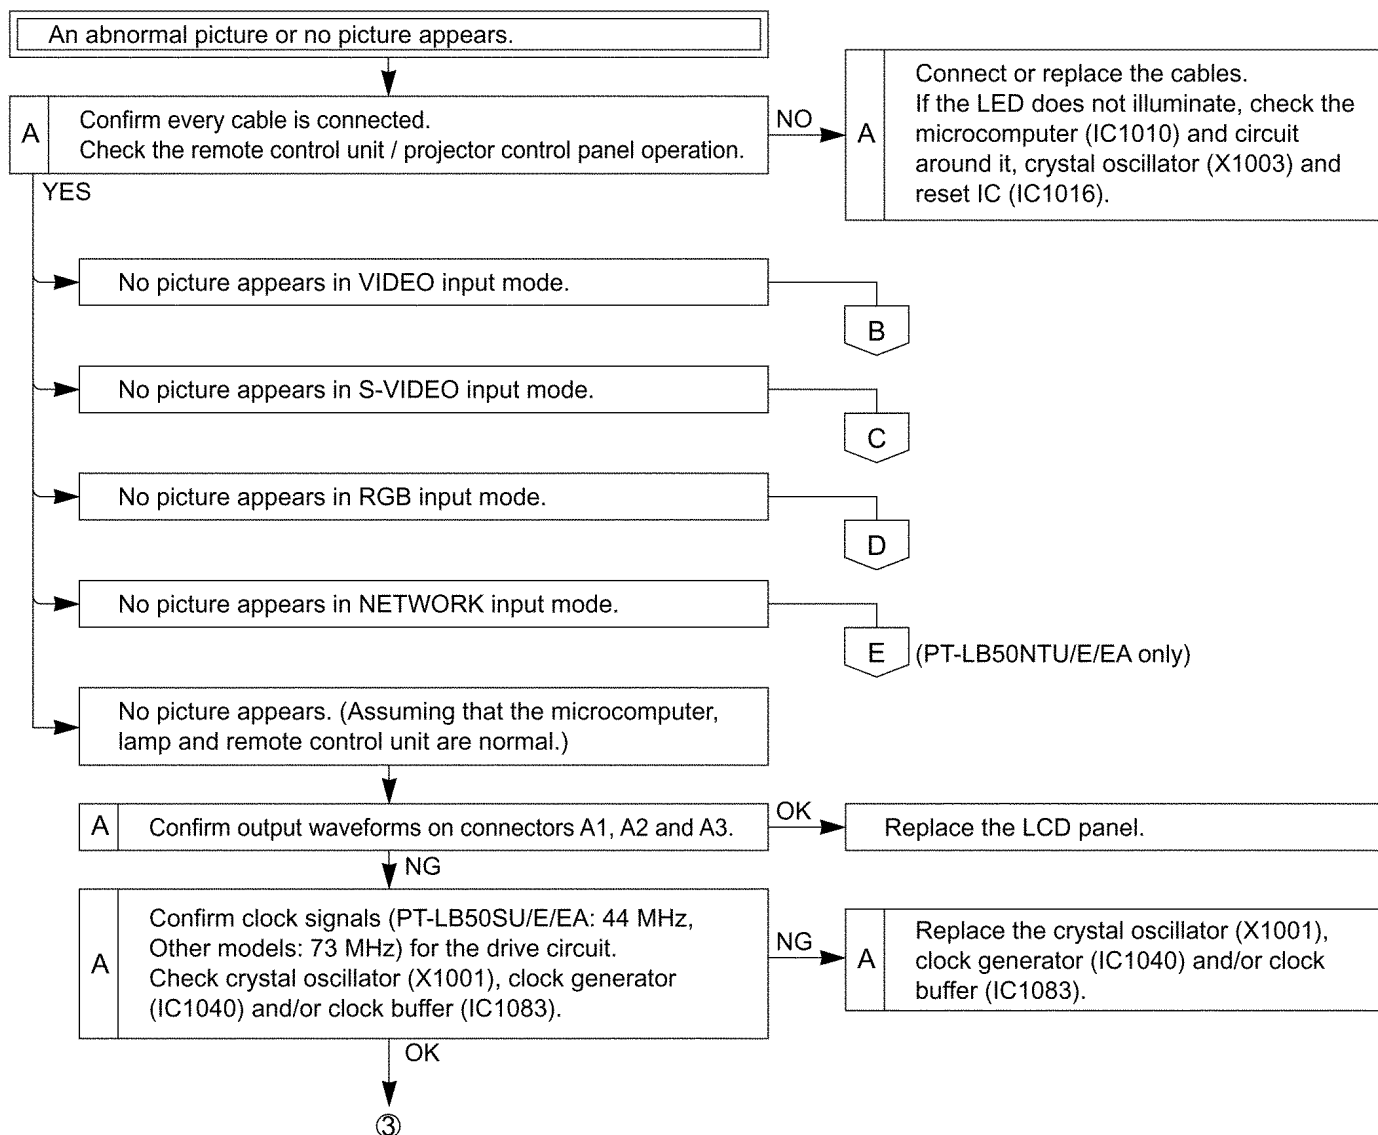 An abnormal picture or no picture appears.
A
Confirm every cable is connected.
Check the remote control unit / projector control panel operation.
NO
A
Connect or replace the cables.
If the LED does not illuminate, check the
microcomputer (IC1010) and circuit
around it, crystal oscillator (X1003) and
reset IC (IC1016).
YES
No picture appears in VIDEO input mode.
B
No picture appears in S-VIDEO input mode.
C
No picture appears in RGB input mode.
D
No picture appears in NETWORK input mode.
E
(PT-LB50NTU/E/EA only)
No picture appears. (Assuming that the microcomputer,
lamp and remote control unit are normal.)
A
Confirm output waveforms on connectors A1, A2 and A3.
OK
Replace the LCD panel.
NG
A
Confirm clock signals (PT-LB50SU/E/EA: 44 MHz,
Other models: 73 MHz) for the drive circuit.
Check crystal oscillator (X1001), clock generator
(IC1040) and/or clock buffer (IC1083).
NG
A
Replace the crystal oscillator (X1001),
clock generator (IC1040) and/or clock
buffer (IC1083).
OK
③